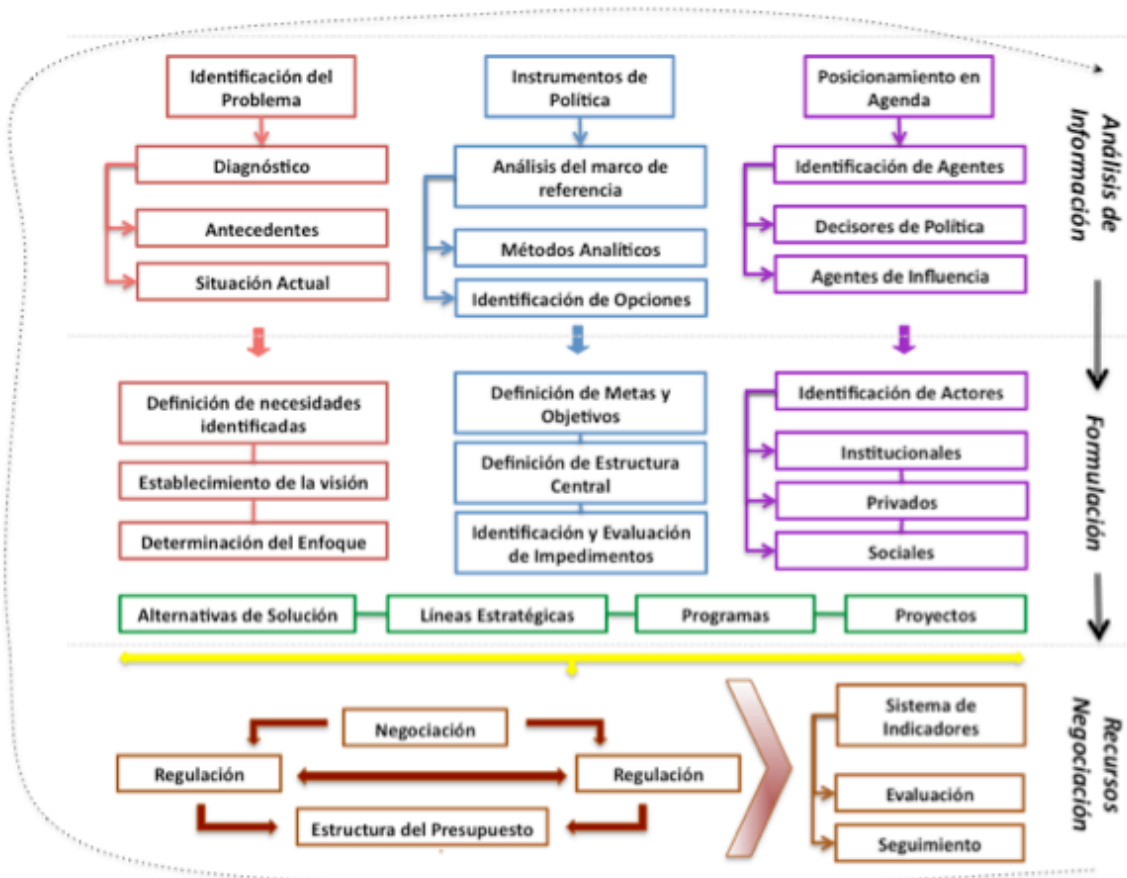 Identificación del
Problema
Instrumentos de
Política
Posicionamiento en
Agenda
Diagnóstico
Antecedentes
Situación Actual
Análisis del marco de
referencia
Métodos Analíticos
Identificación de Opciones
Identificación de Agentes
Decisores de Política
Agentes de Influencia
Análisis de
Información
Definición de necesidades
identificadas
Establecimiento de la visión
Determinación del Enfoque
Definición de Metas y
Objetivos
Definición de Estructura
Central
Identificación y Evaluación
de Impedimentos
Identificación de Actores
Institucionales
Privados
Sociales
Formulación
Alternativas de Solución
Líneas Estratégicas
Programas
Proyectos
Negociación
Regulación
Regulación
Estructura del Presupuesto
Sistema de
Indicadores
Evaluación
Seguimiento
Recursos
Negociación